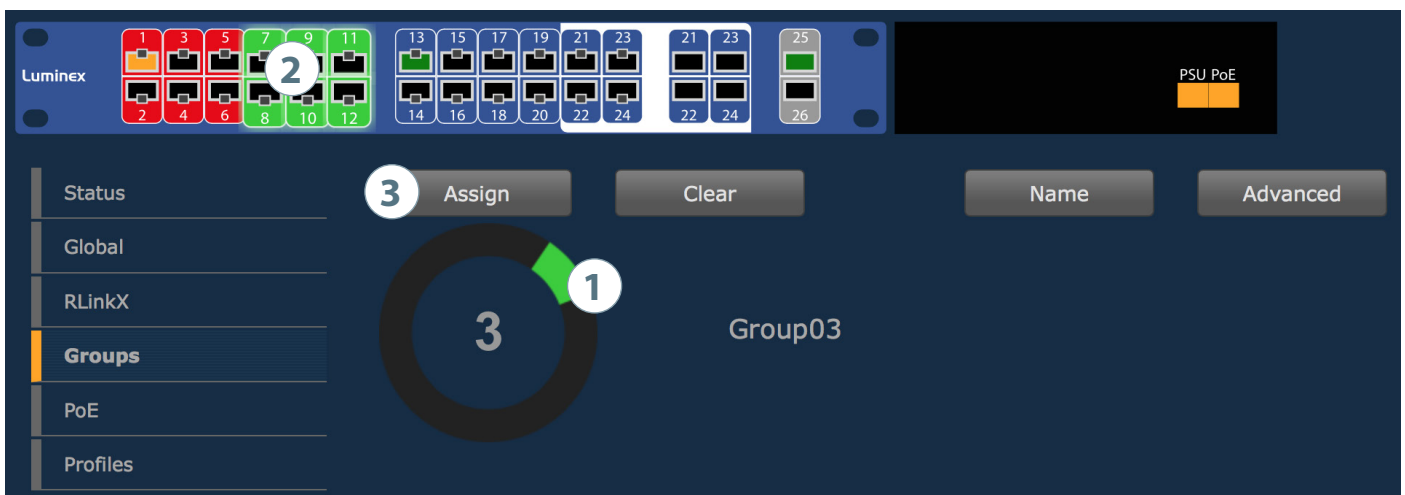 1 3 5 7 9 11 13 15 17 19 21 23 21 23 25
Luminex
2
PSU PoE
2 4 6 8 10 12 14 16 18 20 22 24 22 24 26
Status
3 Assign Clear Name Advanced
Global
1
RLinkX
3
Group03
Groups
PoE
Profiles